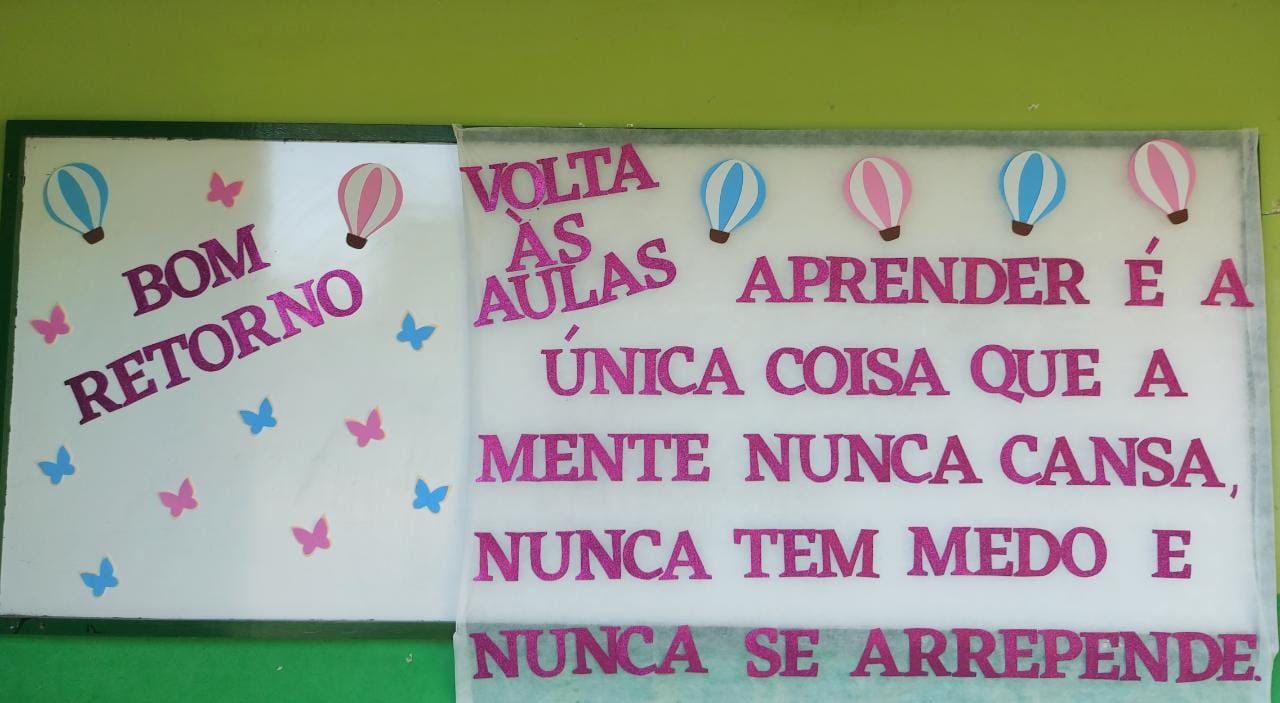 BOM
RETORNO
VOLTA
ÀS
AULAS
APRENDER É A
ÚNICA COISA QUE A
MENTE NUNCA CANSA,
NUNCA TEM MEDO E
NUNCA SE ARREPENDE.